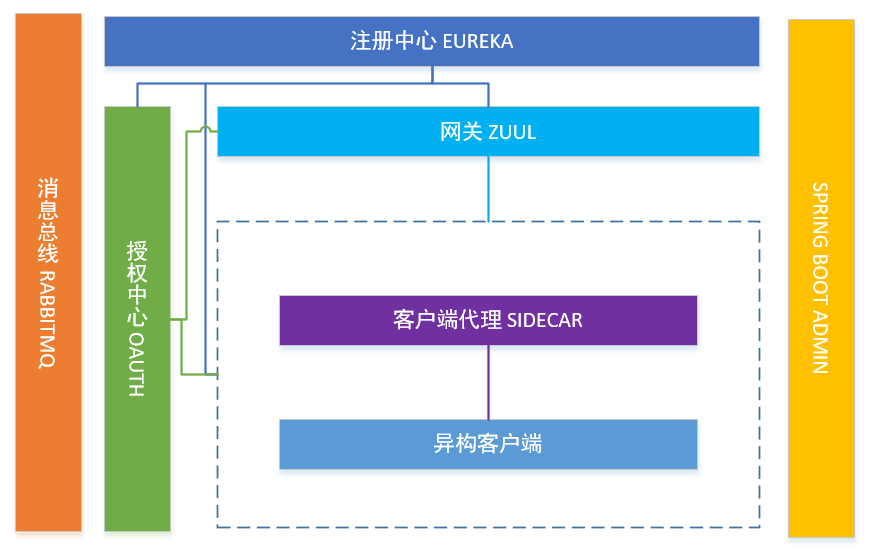 注册中心 EUREKA
网关 ZUUL
消息总线 RABBITMQ
授权中心 OAUTH
SPRING BOOT ADMIN
客户端代理 SIDECAR
异构客户端